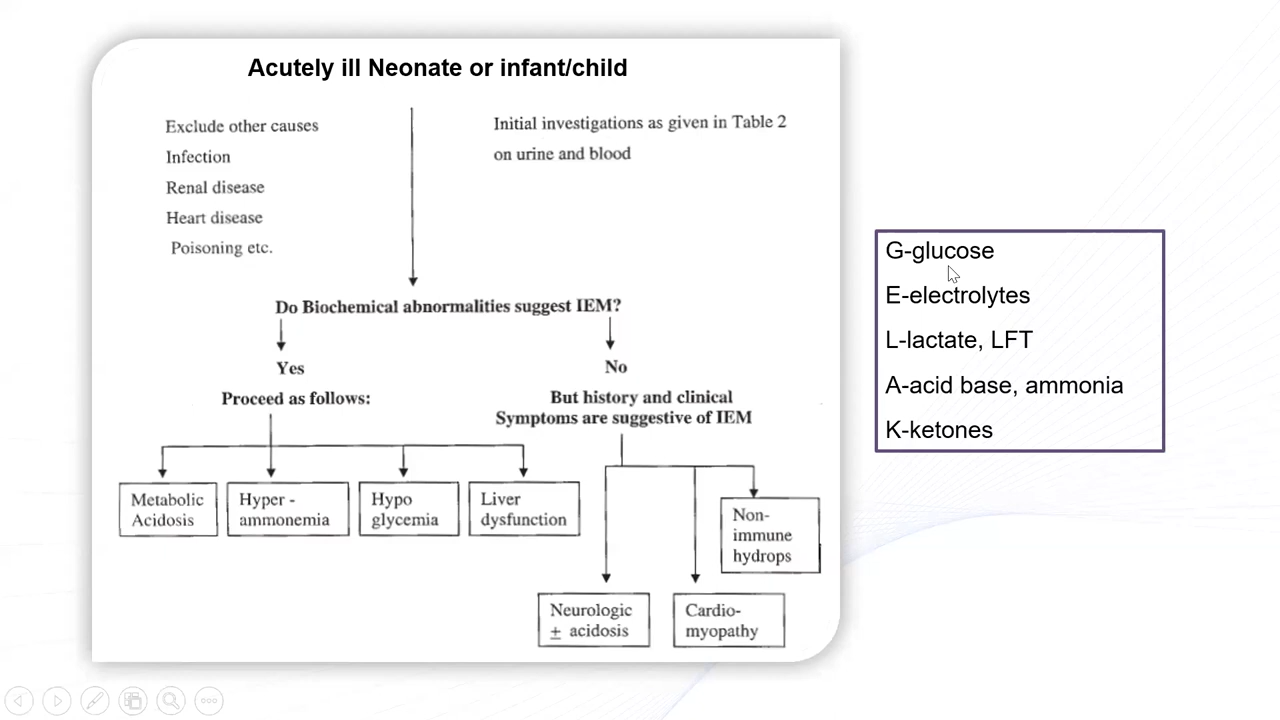 Acutely ill Neonate or infant/child
Exclude other causes
Infection
Renal disease
Heart disease
Poisoning etc.
Initial investigations as given in Table 2
on urine and blood
Do Biochemical abnormalities suggest IEM?
Yes
Proceed as follows:
No
But history and clinical
Symptoms are suggestive of IEM
Metabolic
Acidosis
Hyper -
ammonemia
Hypo
glycemia
Liver
dysfunction
Non-
immune
hydrops
Neurologic
± acidosis
Cardio-
myopathy
G-glucose
E-electrolytes
L-lactate, LFT
A-acid base, ammonia
K-ketones